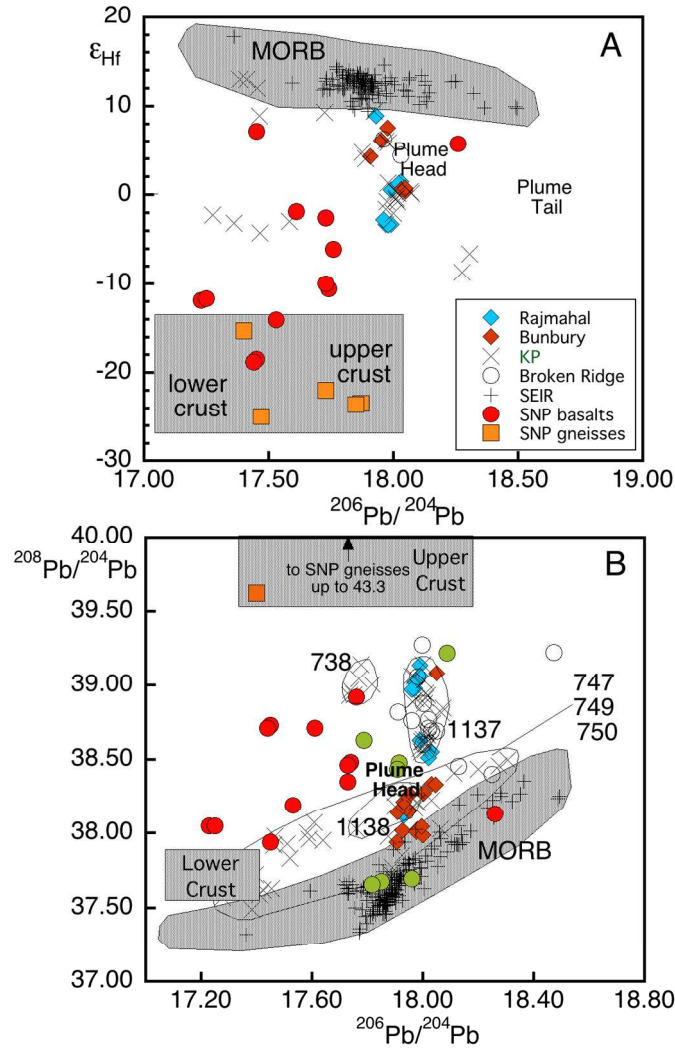 εHf
A
MORB
Plume
Head
Plume
Tail
upper
crust
lower
crust
20
10
0
-10
-20
-30
Rajmahal
Bunbury
KP
Broken Ridge
SEIR
SNP basalts
SNP gneisses
17.00 17.50 18.00 18.50 19.00
206Pb/ 204Pb
208Pb/204Pb
B
to SNP gneisses
up to 43.3
Upper
Crust
738
747
749
750
1137
Plume
Head
1138
MORB
Lower
Crust
40.00
39.50
39.00
38.50
38.00
37.50
37.00
17.20 17.60 18.00 18.40 18.80
206Pb/204Pb